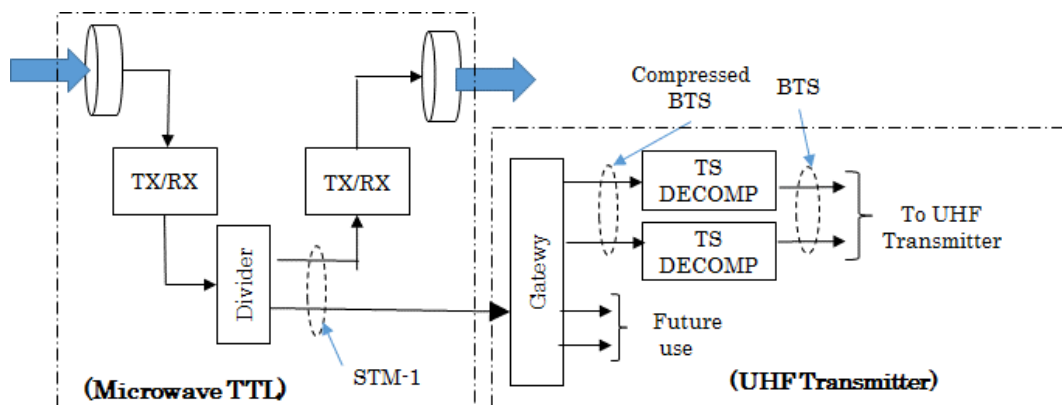 Compressed
BTS
BTS
TX/RX
TX/RX
TS
DECOMP
TS
DECOMP
To UHF
Transmitter
Divider
Gatewy
Future
use
STM-1
(Microwave TTL)
(UHF Transmitter)